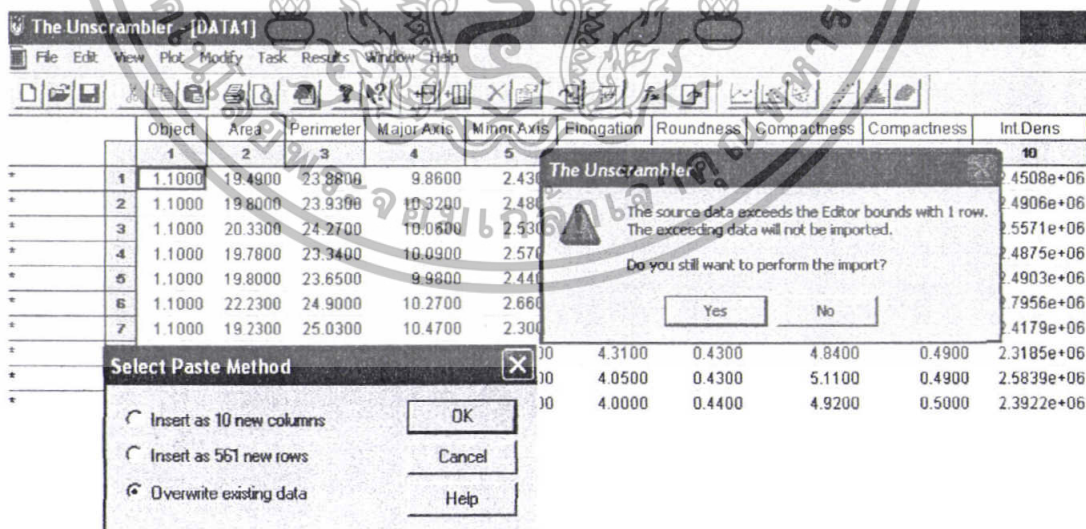 The Unscrambler - [DATA1]
File Edit View Plot Modify Task Results Window Help
Object Area Perimeter Major Axis Minor Axis Elongation Roundness Compactness Compactness Int.Dens
1 2 3 4 5 10
* 1 1.1000 19.4900 23.8800 9.8600 2.430 2.4508e+06
* 2 1.1000 19.8000 23.9300 10.3200 2.480 2.4906e+06
* 3 1.1000 20.3300 24.2700 10.0600 2.530 2.5571e+06
* 4 1.1000 19.7800 23.3400 10.0900 2.570 2.4875e+06
* 5 1.1000 19.8000 23.6500 9.9800 2.440 2.4903e+06
* 6 1.1000 22.2300 24.9000 10.2700 2.660 2.7956e+06
* 7 1.1000 19.2300 25.0300 10.4700 2.300 2.4179e+06
* 00 4.3100 0.4300 4.8400 0.4900 2.3185e+06
* 00 4.0500 0.4300 5.1100 0.4900 2.5839e+06
* 00 4.0000 0.4400 4.9200 0.5000 2.3922e+06
The Unscrambler
The source data exceeds the Editor bounds with 1 row.
The exceeding data will not be imported.
Do you still want to perform the import?
Yes No
Select Paste Method
Insert as 10 new columns
Insert as 561 new rows
Overwrite existing data
OK
Cancel
Help